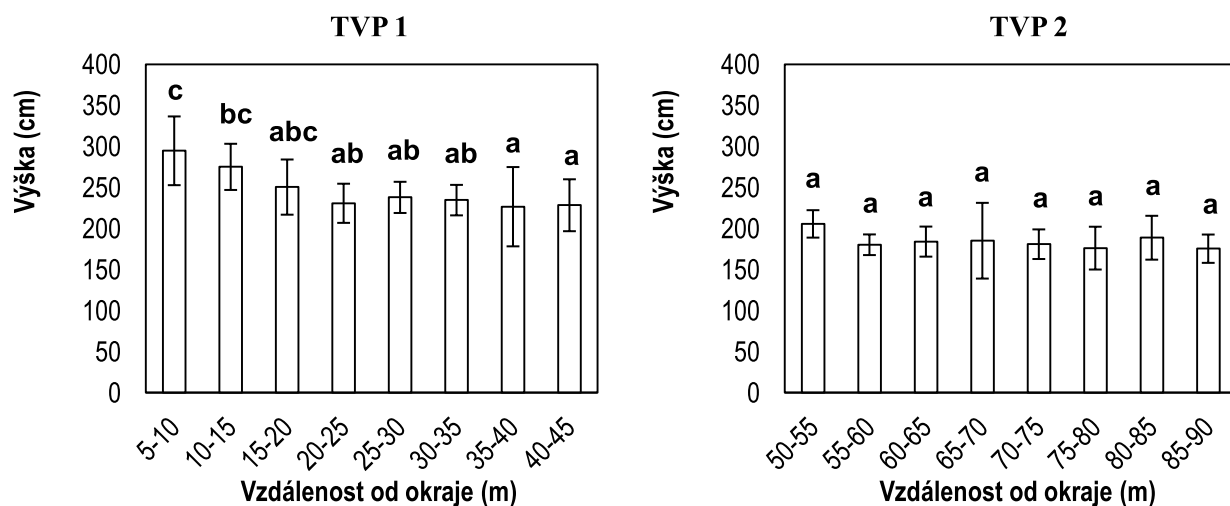 TVP 1
Výška (cm)
400
350
300
250
200
150
100
50
0
c
bc
abc
ab
ab
ab
a
a
5-10
10-15
15-20
20-25
25-30
30-35
35-40
40-45
Vzdálenost od okraje (m)
TVP 2
Výška (cm)
400
350
300
250
200
150
100
50
0
a
a
a
a
a
a
a
a
50-55
55-60
60-65
65-70
70-75
75-80
80-85
85-90
Vzdálenost od okraje (m)